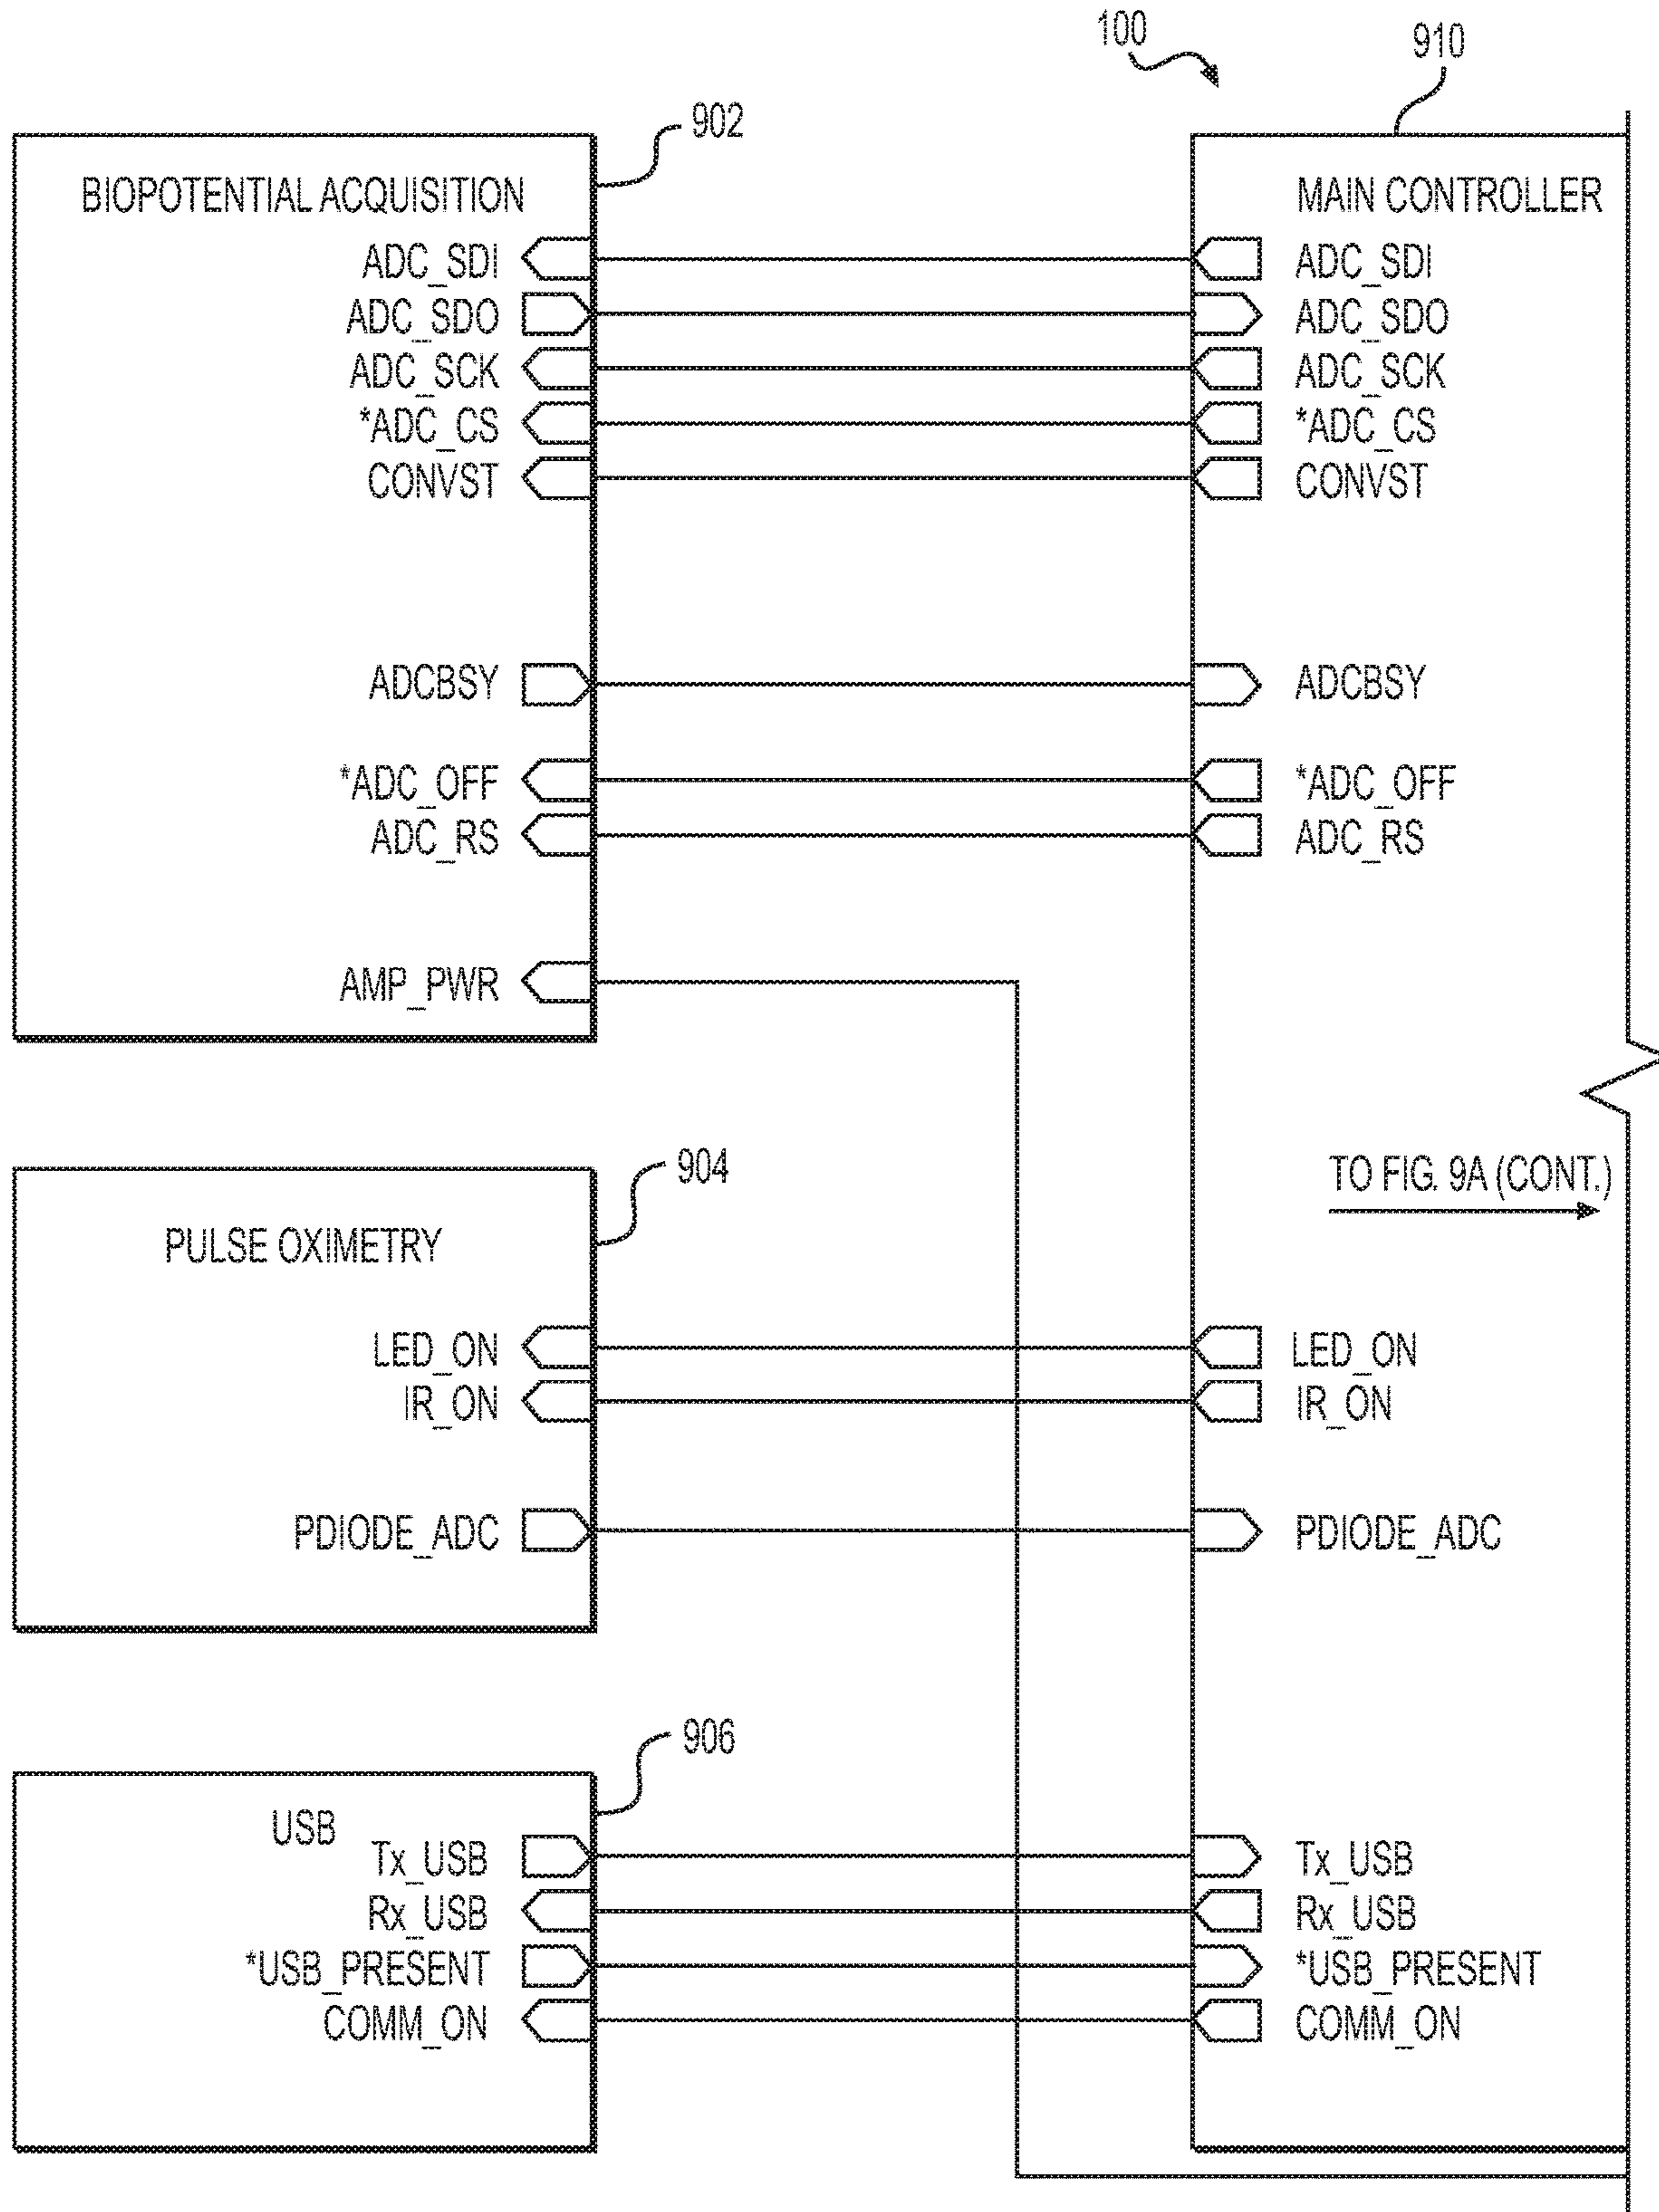 100
910
902
BIOPOTENTIAL ACQUISITION
ADC_SDI
ADC_SDO
ADC_SCK
*ADC_CS
CONVST
ADCBSY
*ADC_OFF
ADC_RS
AMP_PWR
MAIN CONTROLLER
ADC_SDI
ADC_SDO
ADC_SCK
*ADC_CS
CONVST
ADCBSY
*ADC_OFF
ADC_RS
904
PULSE OXIMETRY
LED_ON
IR_ON
PDIODE_ADC
TO FIG. 9A (CONT.)
LED_ON
IR_ON
PDIODE_ADC
906
USB
Tx_USB
Rx_USB
*USB_PRESENT
COMM_ON
Tx_USB
Rx_USB
*USB_PRESENT
COMM_ON